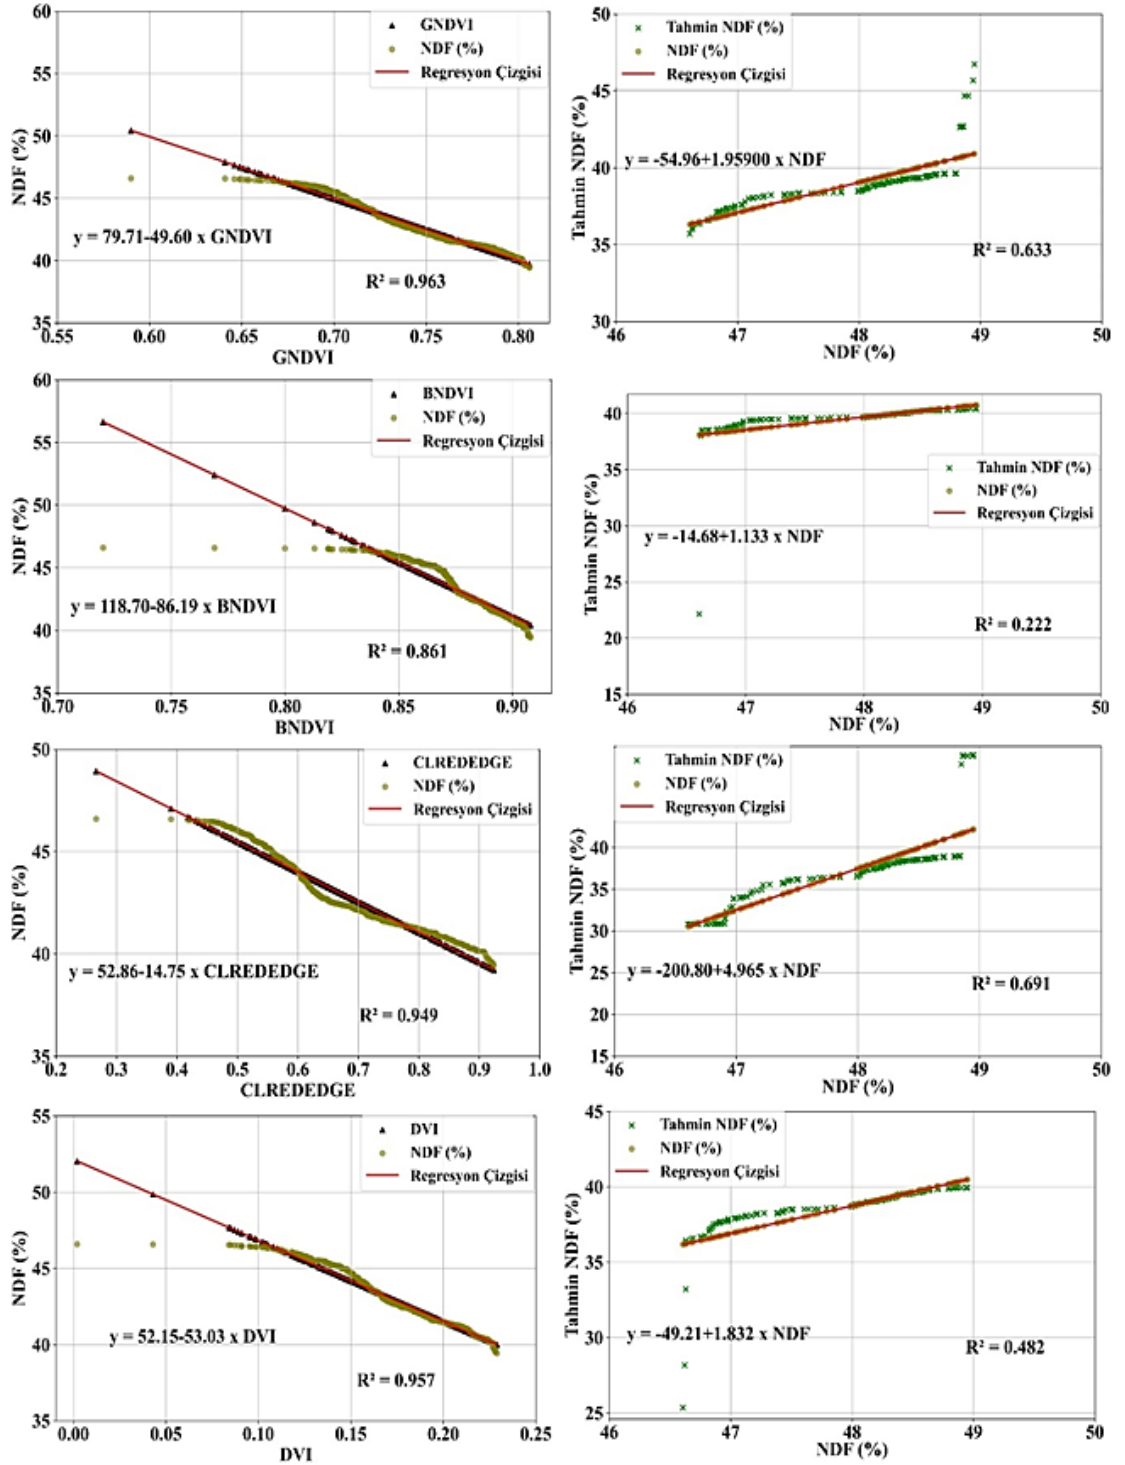 60
55
50
45
40
35
NDF (%)
GNDVI
NDF (%)
Regresyon Çizgisi
y = 79.71-49.60 x GNDVI
R² = 0.963
0.55 0.60 0.65 0.70 0.75 0.80
GNDVI
50
45
40
35
30
Tahmin NDF (%)
Tahmin NDF (%)
NDF (%)
Regresyon Çizgisi
y = -54.96+1.95900 x NDF
R² = 0.633
46 47 48 49 50
NDF (%)
60
55
50
45
40
35
NDF (%)
BNDVI
NDF (%)
Regresyon Çizgisi
y = 118.70-86.19 x BNDVI
R² = 0.861
0.70 0.75 0.80 0.85 0.90
BNDVI
40
35
30
25
20
15
Tahmin NDF (%)
Tahmin NDF (%)
NDF (%)
Regresyon Çizgisi
y = -14.68+1.133 x NDF
R² = 0.222
46 47 48 49 50
NDF (%)
50
45
40
35
NDF (%)
CLREDEDGE
NDF (%)
Regresyon Çizgisi
y = 52.86-14.75 x CLREDEDGE
R² = 0.949
0.2 0.3 0.4 0.5 0.6 0.7 0.8 0.9 1.0
CLREDEDGE
40
35
30
25
20
15
Tahmin NDF (%)
Tahmin NDF (%)
NDF (%)
Regresyon Çizgisi
y = -200.80+4.965 x NDF
R² = 0.691
46 47 48 49 50
NDF (%)
55
50
45
40
35
NDF (%)
DVI
NDF (%)
Regresyon Çizgisi
y = 52.15-53.03 x DVI
R² = 0.957
0.00 0.05 0.10 0.15 0.20 0.25
DVI
45
40
35
30
25
Tahmin NDF (%)
Tahmin NDF (%)
NDF (%)
Regresyon Çizgisi
y = -49.21+1.832 x NDF
R² = 0.482
46 47 48 49 50
NDF (%)